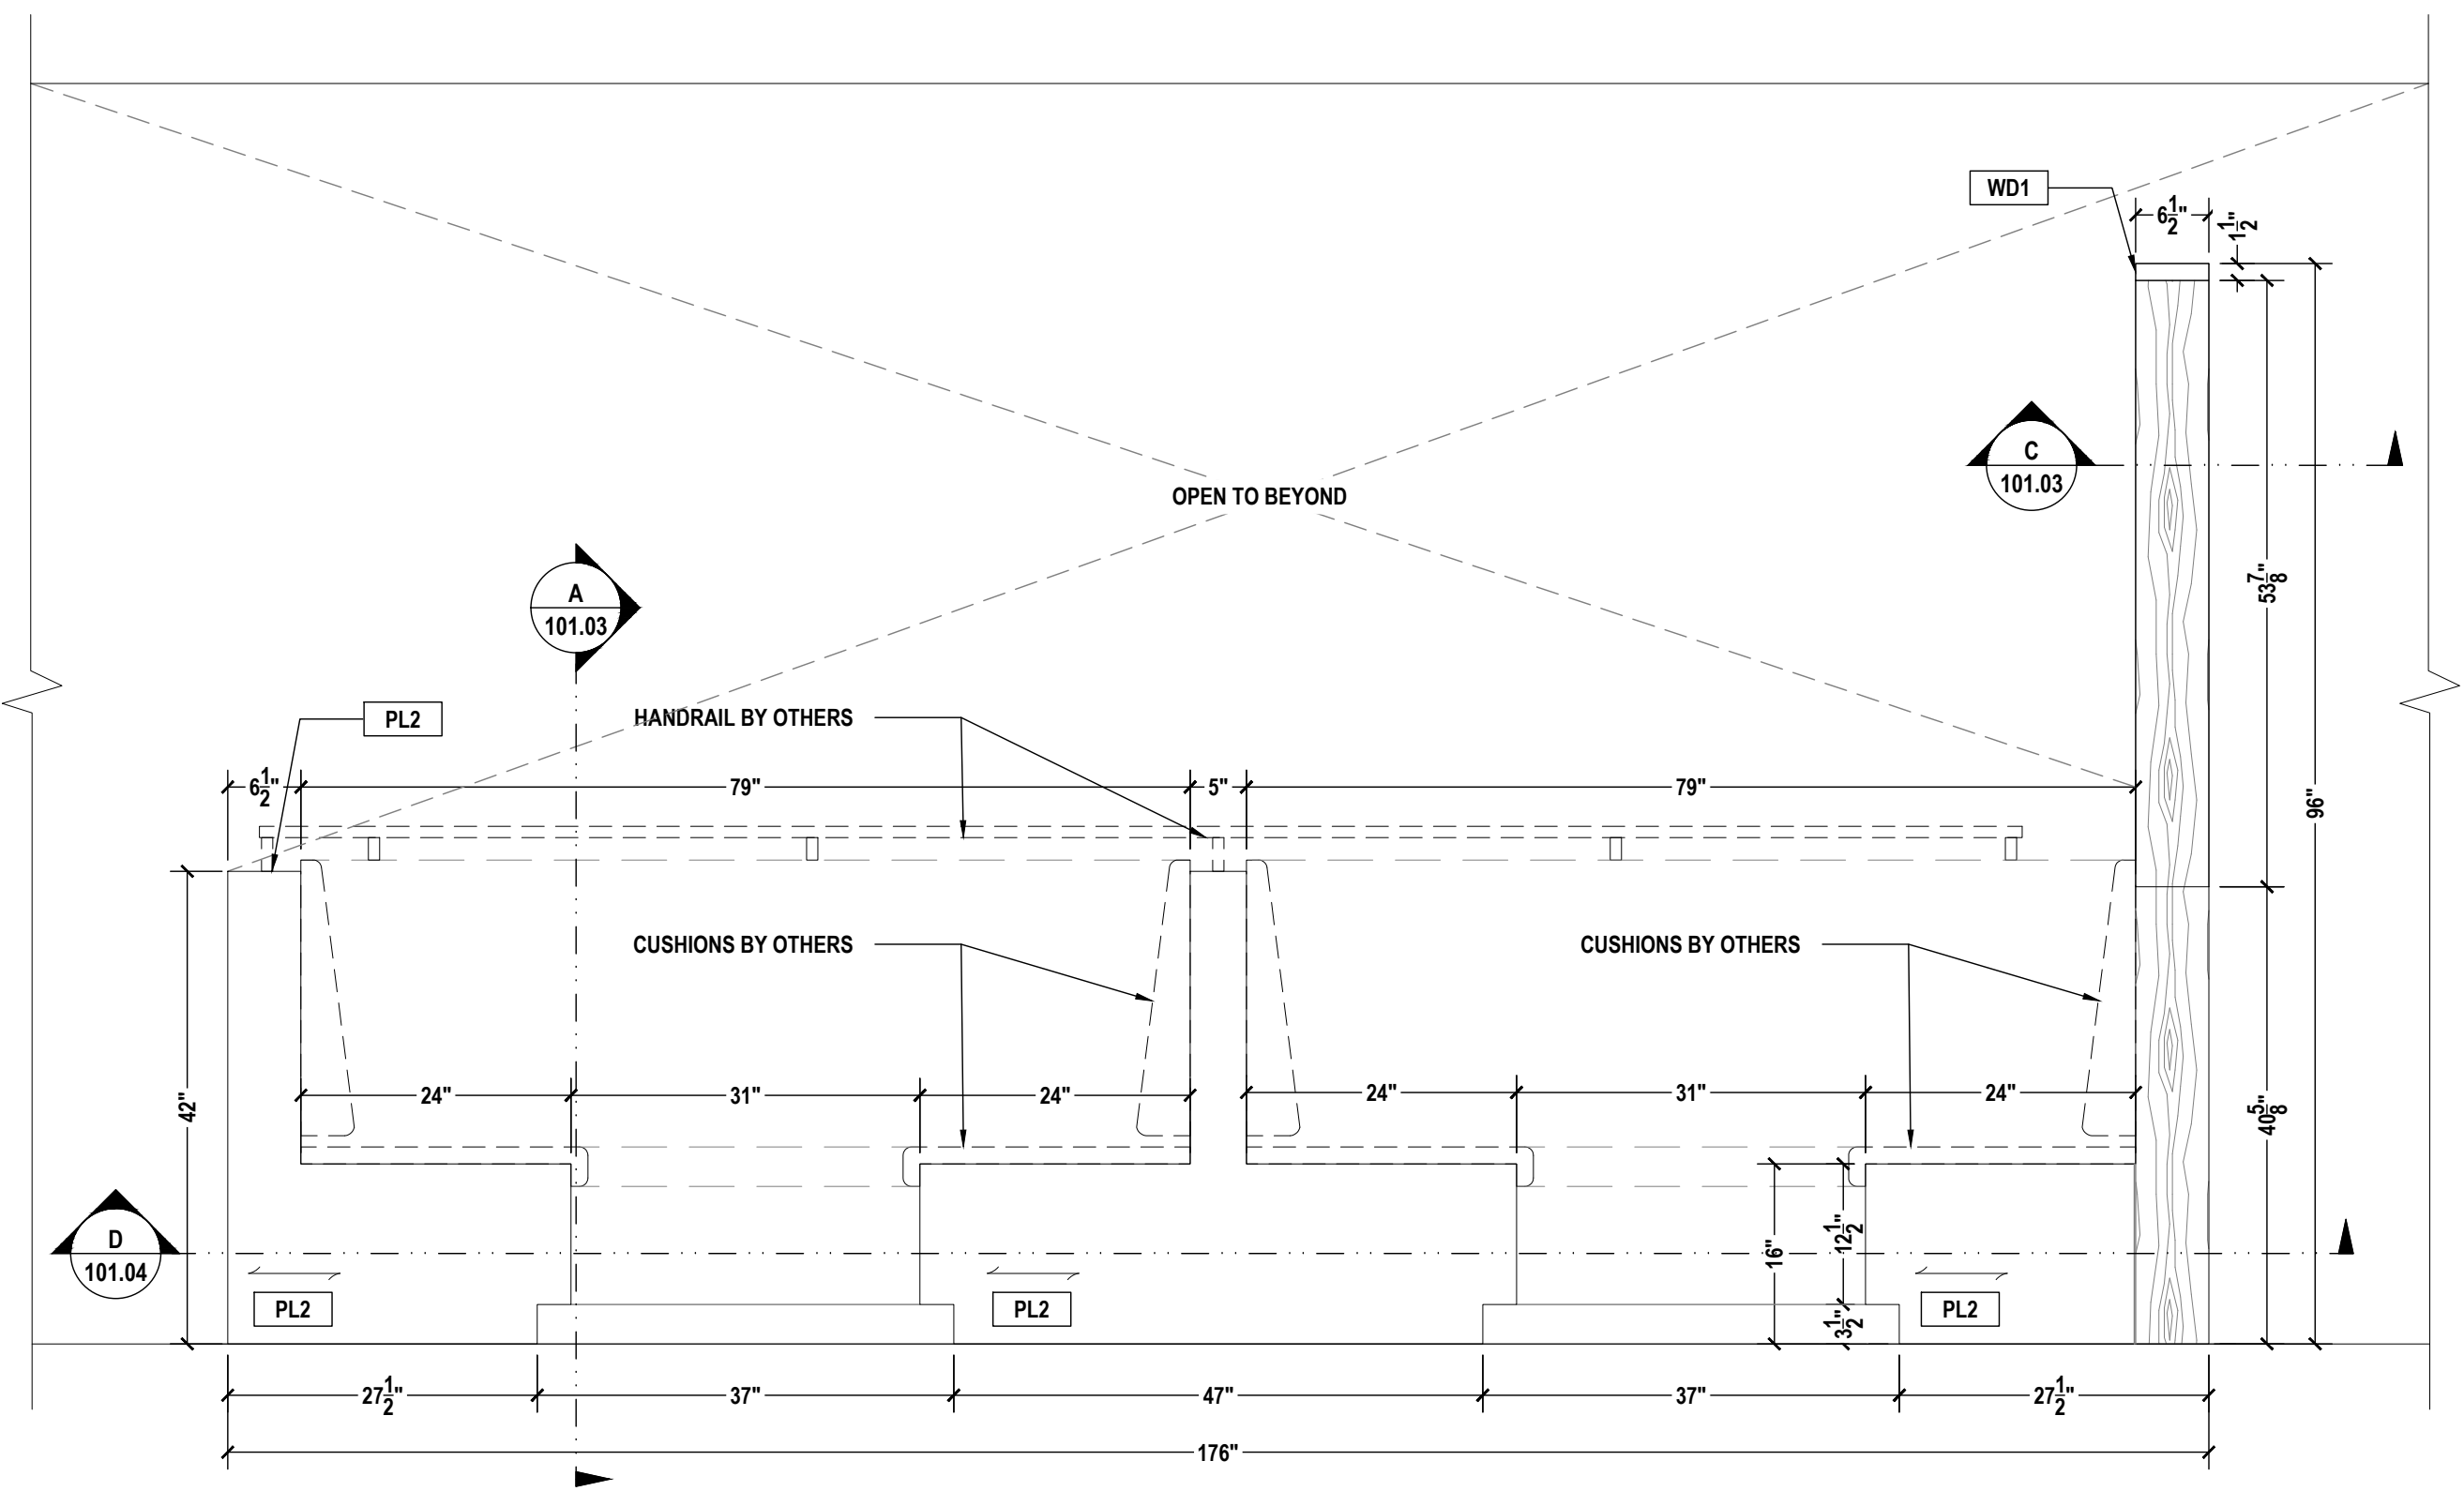 WD1
6 1/2"
1 1/2"
C
101.03
OPEN TO BEYOND
53 7/8"
A
101.03
PL2
HANDRAIL BY OTHERS
6 1/2"
79"
5"
79"
96"
CUSHIONS BY OTHERS
CUSHIONS BY OTHERS
42"
24"
31"
24"
24"
31"
24"
40 5/8"
D
101.04
16"
12 1/2"
3 1/2"
PL2
PL2
PL2
27 1/2"
37"
47"
37"
27 1/2"
176"